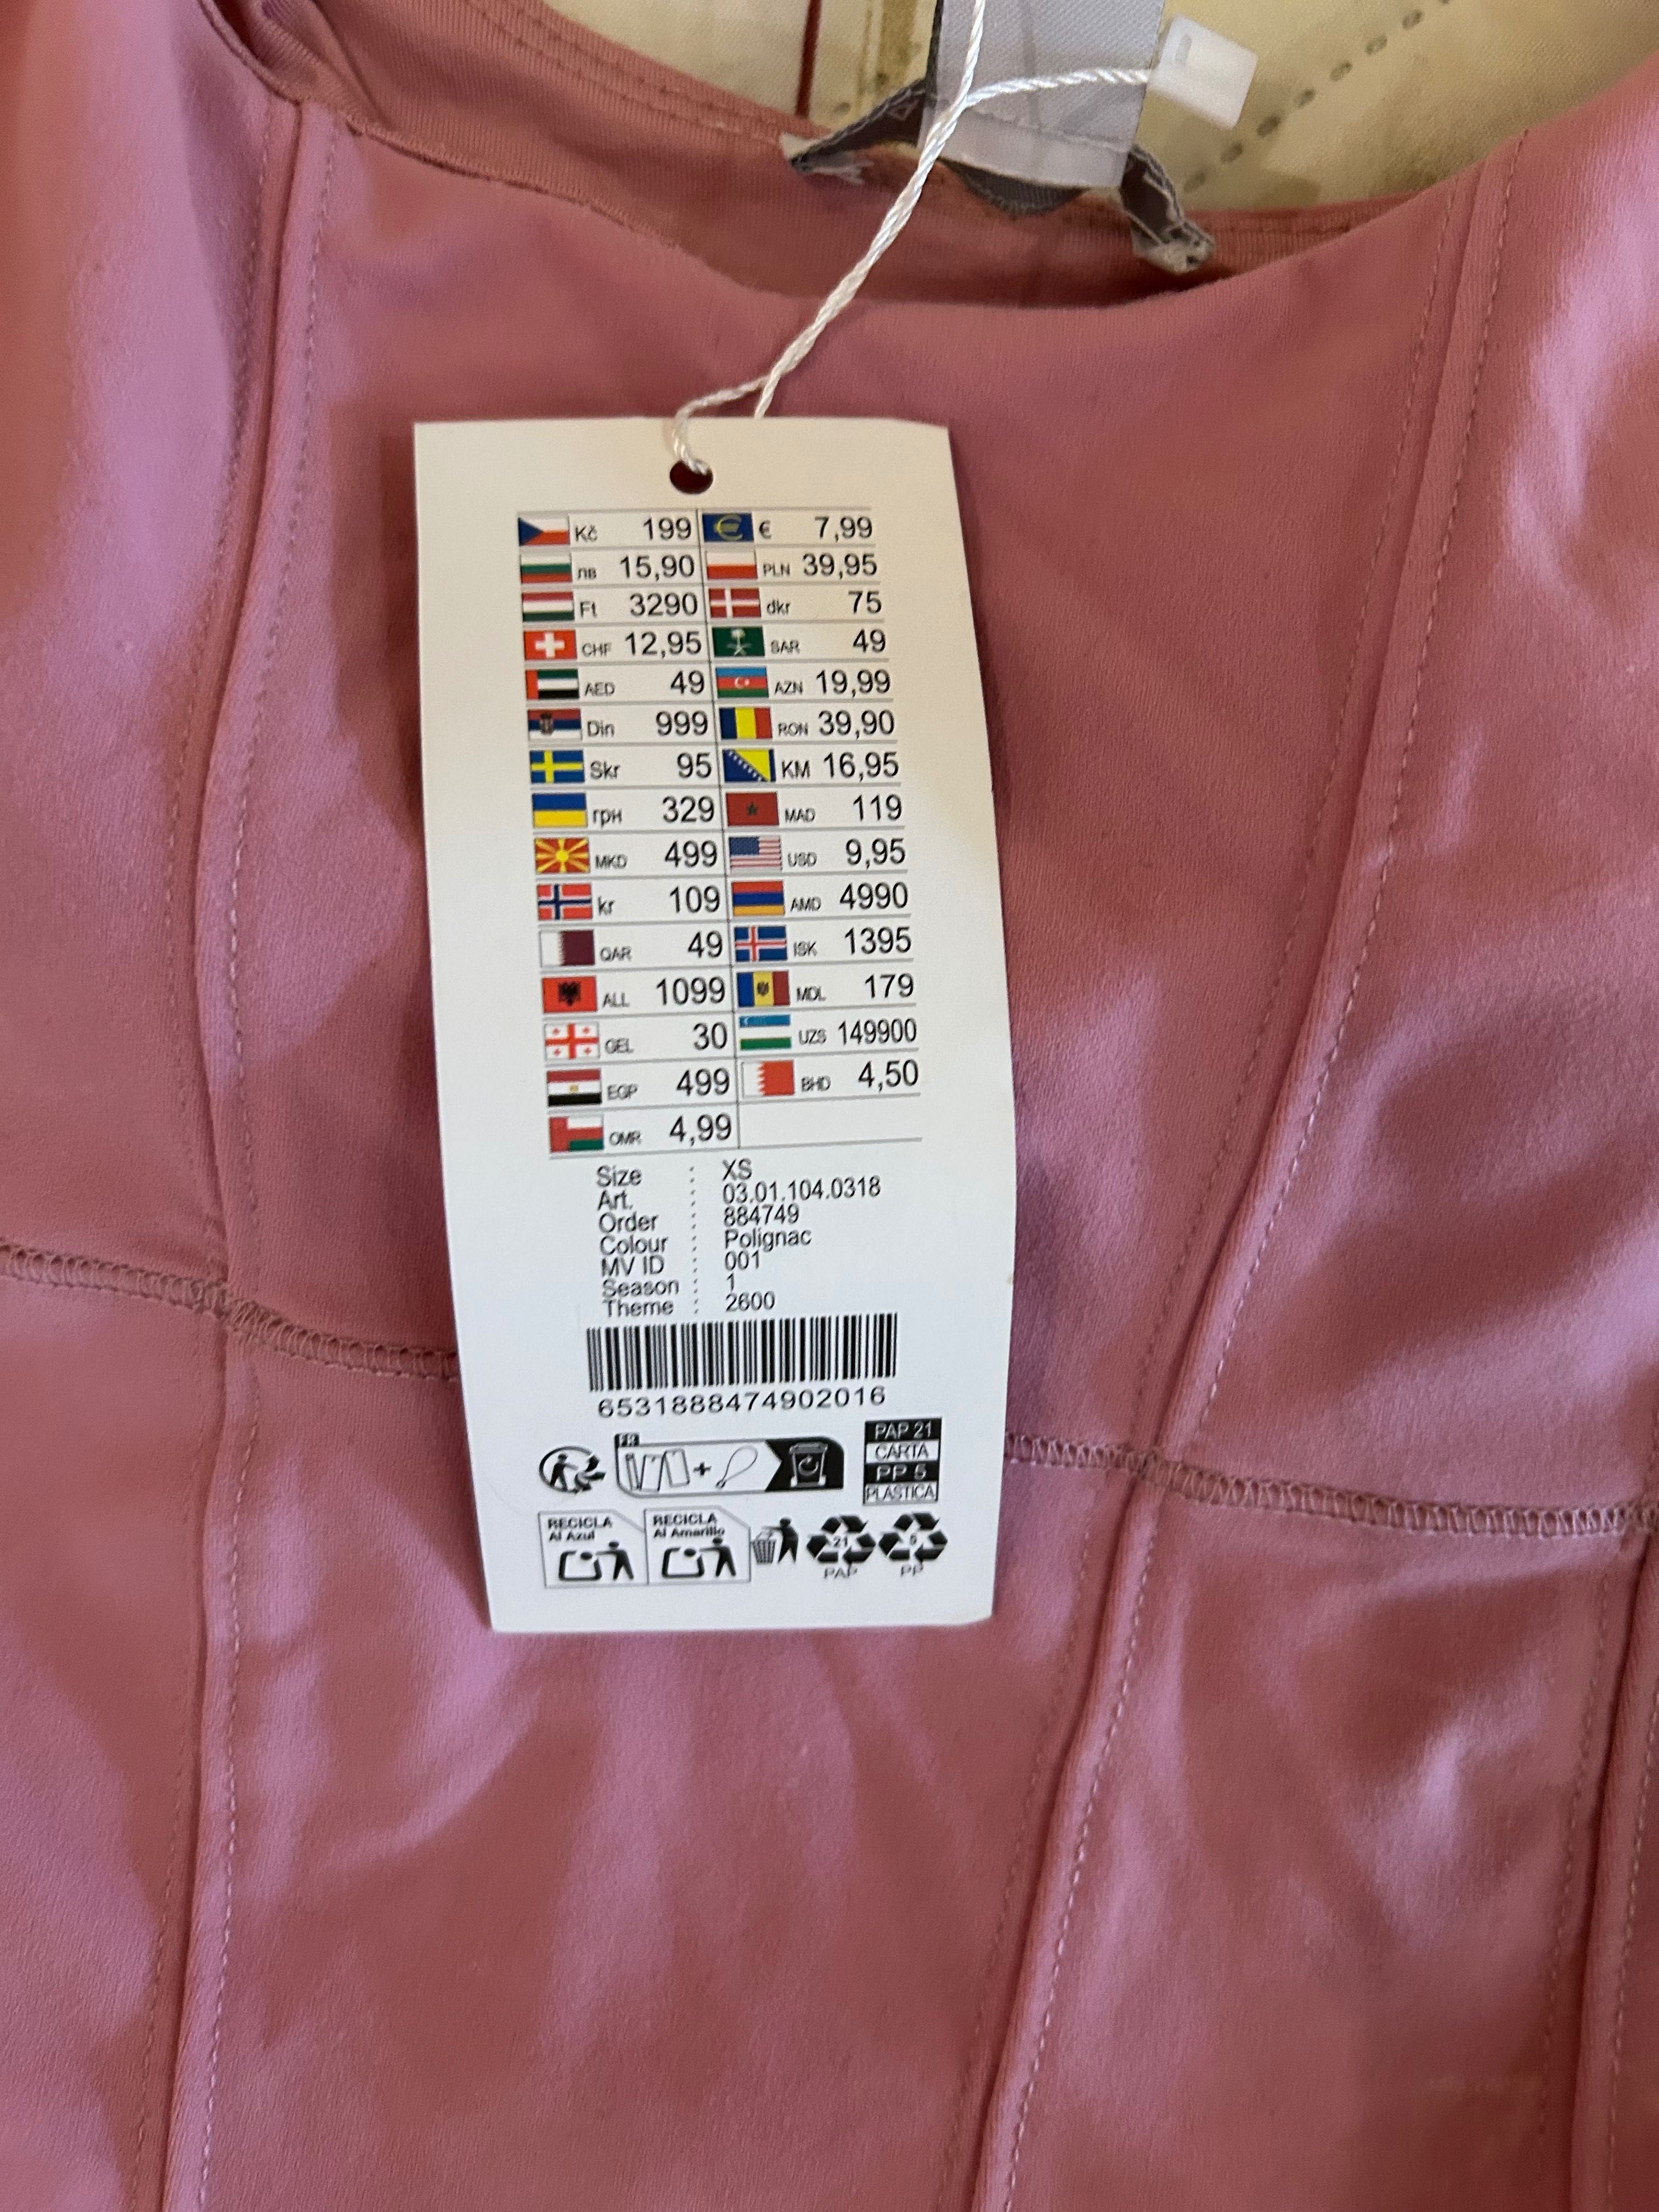 Kč 199 € 7,99
лв 15,90 PLN 39,95
Ft 3290 dkr 75
CHF 12,95 SAR 49
AED 49 AZN 19,99
Din 999 RON 39,90
Skr 95 KM 16,95
грн 329 MAD 119
MKD 499 USD 9,95
kr 109 AMD 4990
QAR 49 ISK 1395
ALL 1099 MDL 179
GEL 30 UZS 149900
EGP 499 BHD 4,50
OMR 4,99
Size : XS
Art. : 03.01.104.0318
Order : 884749
Colour : Polignac
MV ID : 001
Season : 1
Theme : 2600
6531888474902016
FR
+
PAP 21
CARTA
PP 5
PLASTICA
RECICLA
Al Azul
RECICLA
Al Amarillo
21
PAP
5
PP